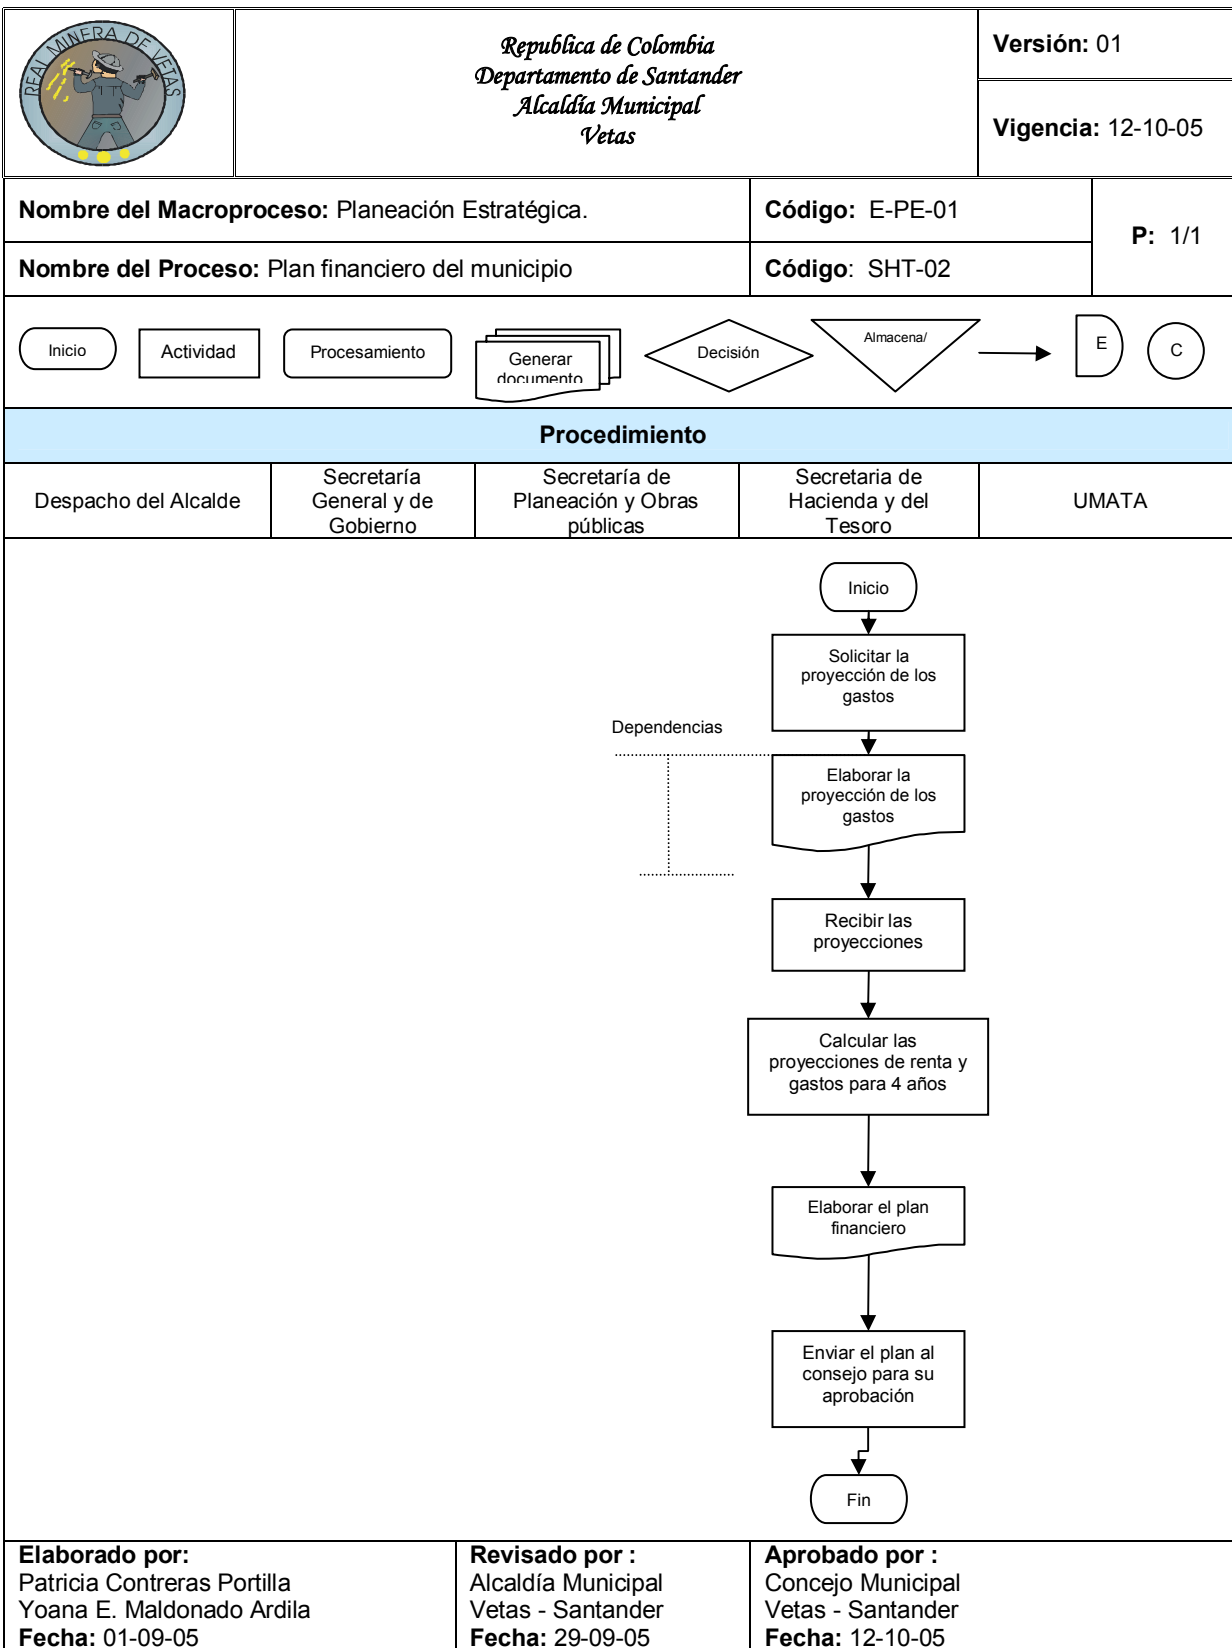 REAL MINERA DE VETAS
Republica de Colombia
Departamento de Santander
Alcaldía Municipal
Vetas
Versión: 01
Vigencia: 12-10-05
Nombre del Macroproceso: Planeación Estratégica.
Código: E-PE-01
P: 1/1
Nombre del Proceso: Plan financiero del municipio
Código: SHT-02
Inicio
Actividad
Procesamiento
Generar
documento
Decisión
Almacena/
E
C
Procedimiento
Despacho del Alcalde
Secretaría
General y de
Gobierno
Secretaría de
Planeación y Obras
públicas
Secretaria de
Hacienda y del
Tesoro
UMATA
Inicio
Solicitar la
proyección de los
gastos
Dependencias
Elaborar la
proyección de los
gastos
Recibir las
proyecciones
Calcular las
proyecciones de renta y
gastos para 4 años
Elaborar el plan
financiero
Enviar el plan al
consejo para su
aprobación
Fin
Elaborado por:
Patricia Contreras Portilla
Yoana E. Maldonado Ardila
Fecha: 01-09-05
Revisado por :
Alcaldía Municipal
Vetas - Santander
Fecha: 29-09-05
Aprobado por :
Concejo Municipal
Vetas - Santander
Fecha: 12-10-05